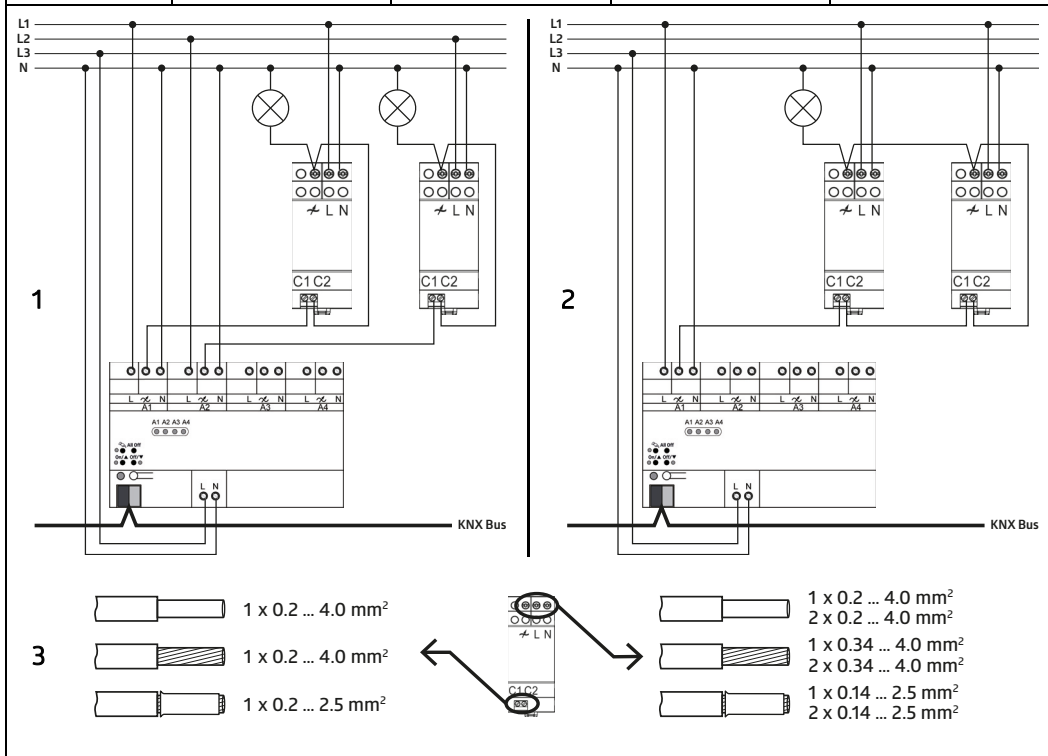 L1
L2
L3
N
L N
C1 C2
L N
C1 C2
1
L N
A1
L N
A2
L N
A3
L N
A4
A1 A2 A3 A4
All Off
On/▲ Off/▼
L N
KNX Bus
L1
L2
L3
N
L N
C1 C2
L N
C1 C2
2
L N
A1
L N
A2
L N
A3
L N
A4
A1 A2 A3 A4
All Off
On/▲ Off/▼
L N
KNX Bus
3
1 x 0.2 ... 4.0 mm²
1 x 0.2 ... 4.0 mm²
1 x 0.2 ... 2.5 mm²
L N
C1 C2
1 x 0.2 ... 4.0 mm²
2 x 0.2 ... 4.0 mm²
1 x 0.34 ... 4.0 mm²
2 x 0.34 ... 4.0 mm²
1 x 0.14 ... 2.5 mm²
2 x 0.14 ... 2.5 mm²